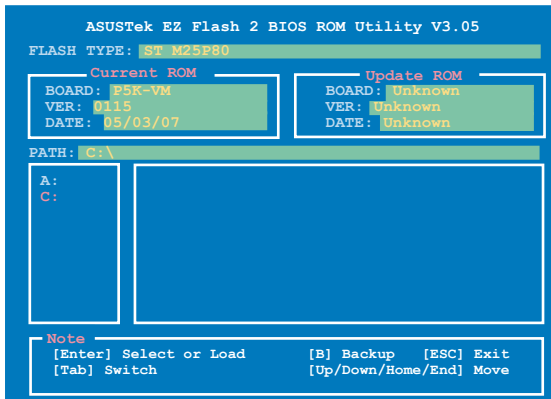 ASUSTek EZ Flash 2 BIOS ROM Utility V3.05
FLASH TYPE: ST M25P80
Current ROM
BOARD: P5K-VM
VER: 0115
DATE: 05/03/07
Update ROM
BOARD: Unknown
VER: Unknown
DATE: Unknown
PATH: C:\
A:
C:
Note
[Enter] Select or Load [B] Backup [ESC] Exit
[Tab] Switch [Up/Down/Home/End] Move